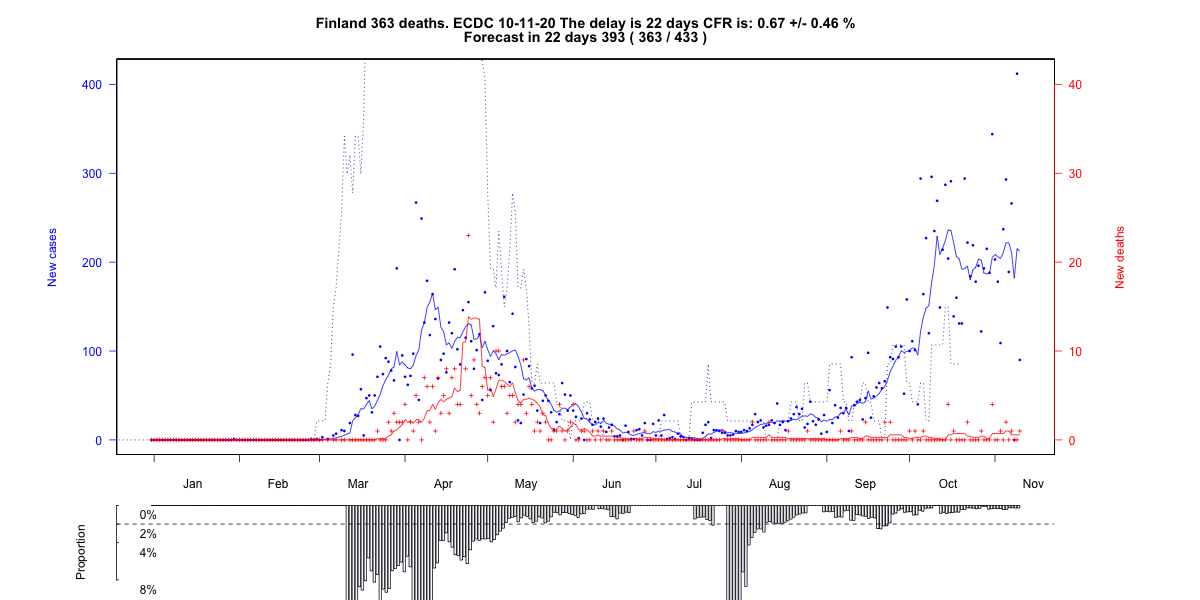 Finland 363 deaths. ECDC 10-11-20 The delay is 22 days CFR is: 0.67 +/- 0.46 %
Forecast in 22 days 393 ( 363 / 433 )
400
300
200
100
0
New cases
40
30
20
10
0
New deaths
Jan Feb Mar Apr May Jun Jul Aug Sep Oct Nov
Proportion
0%
2%
4%
8%